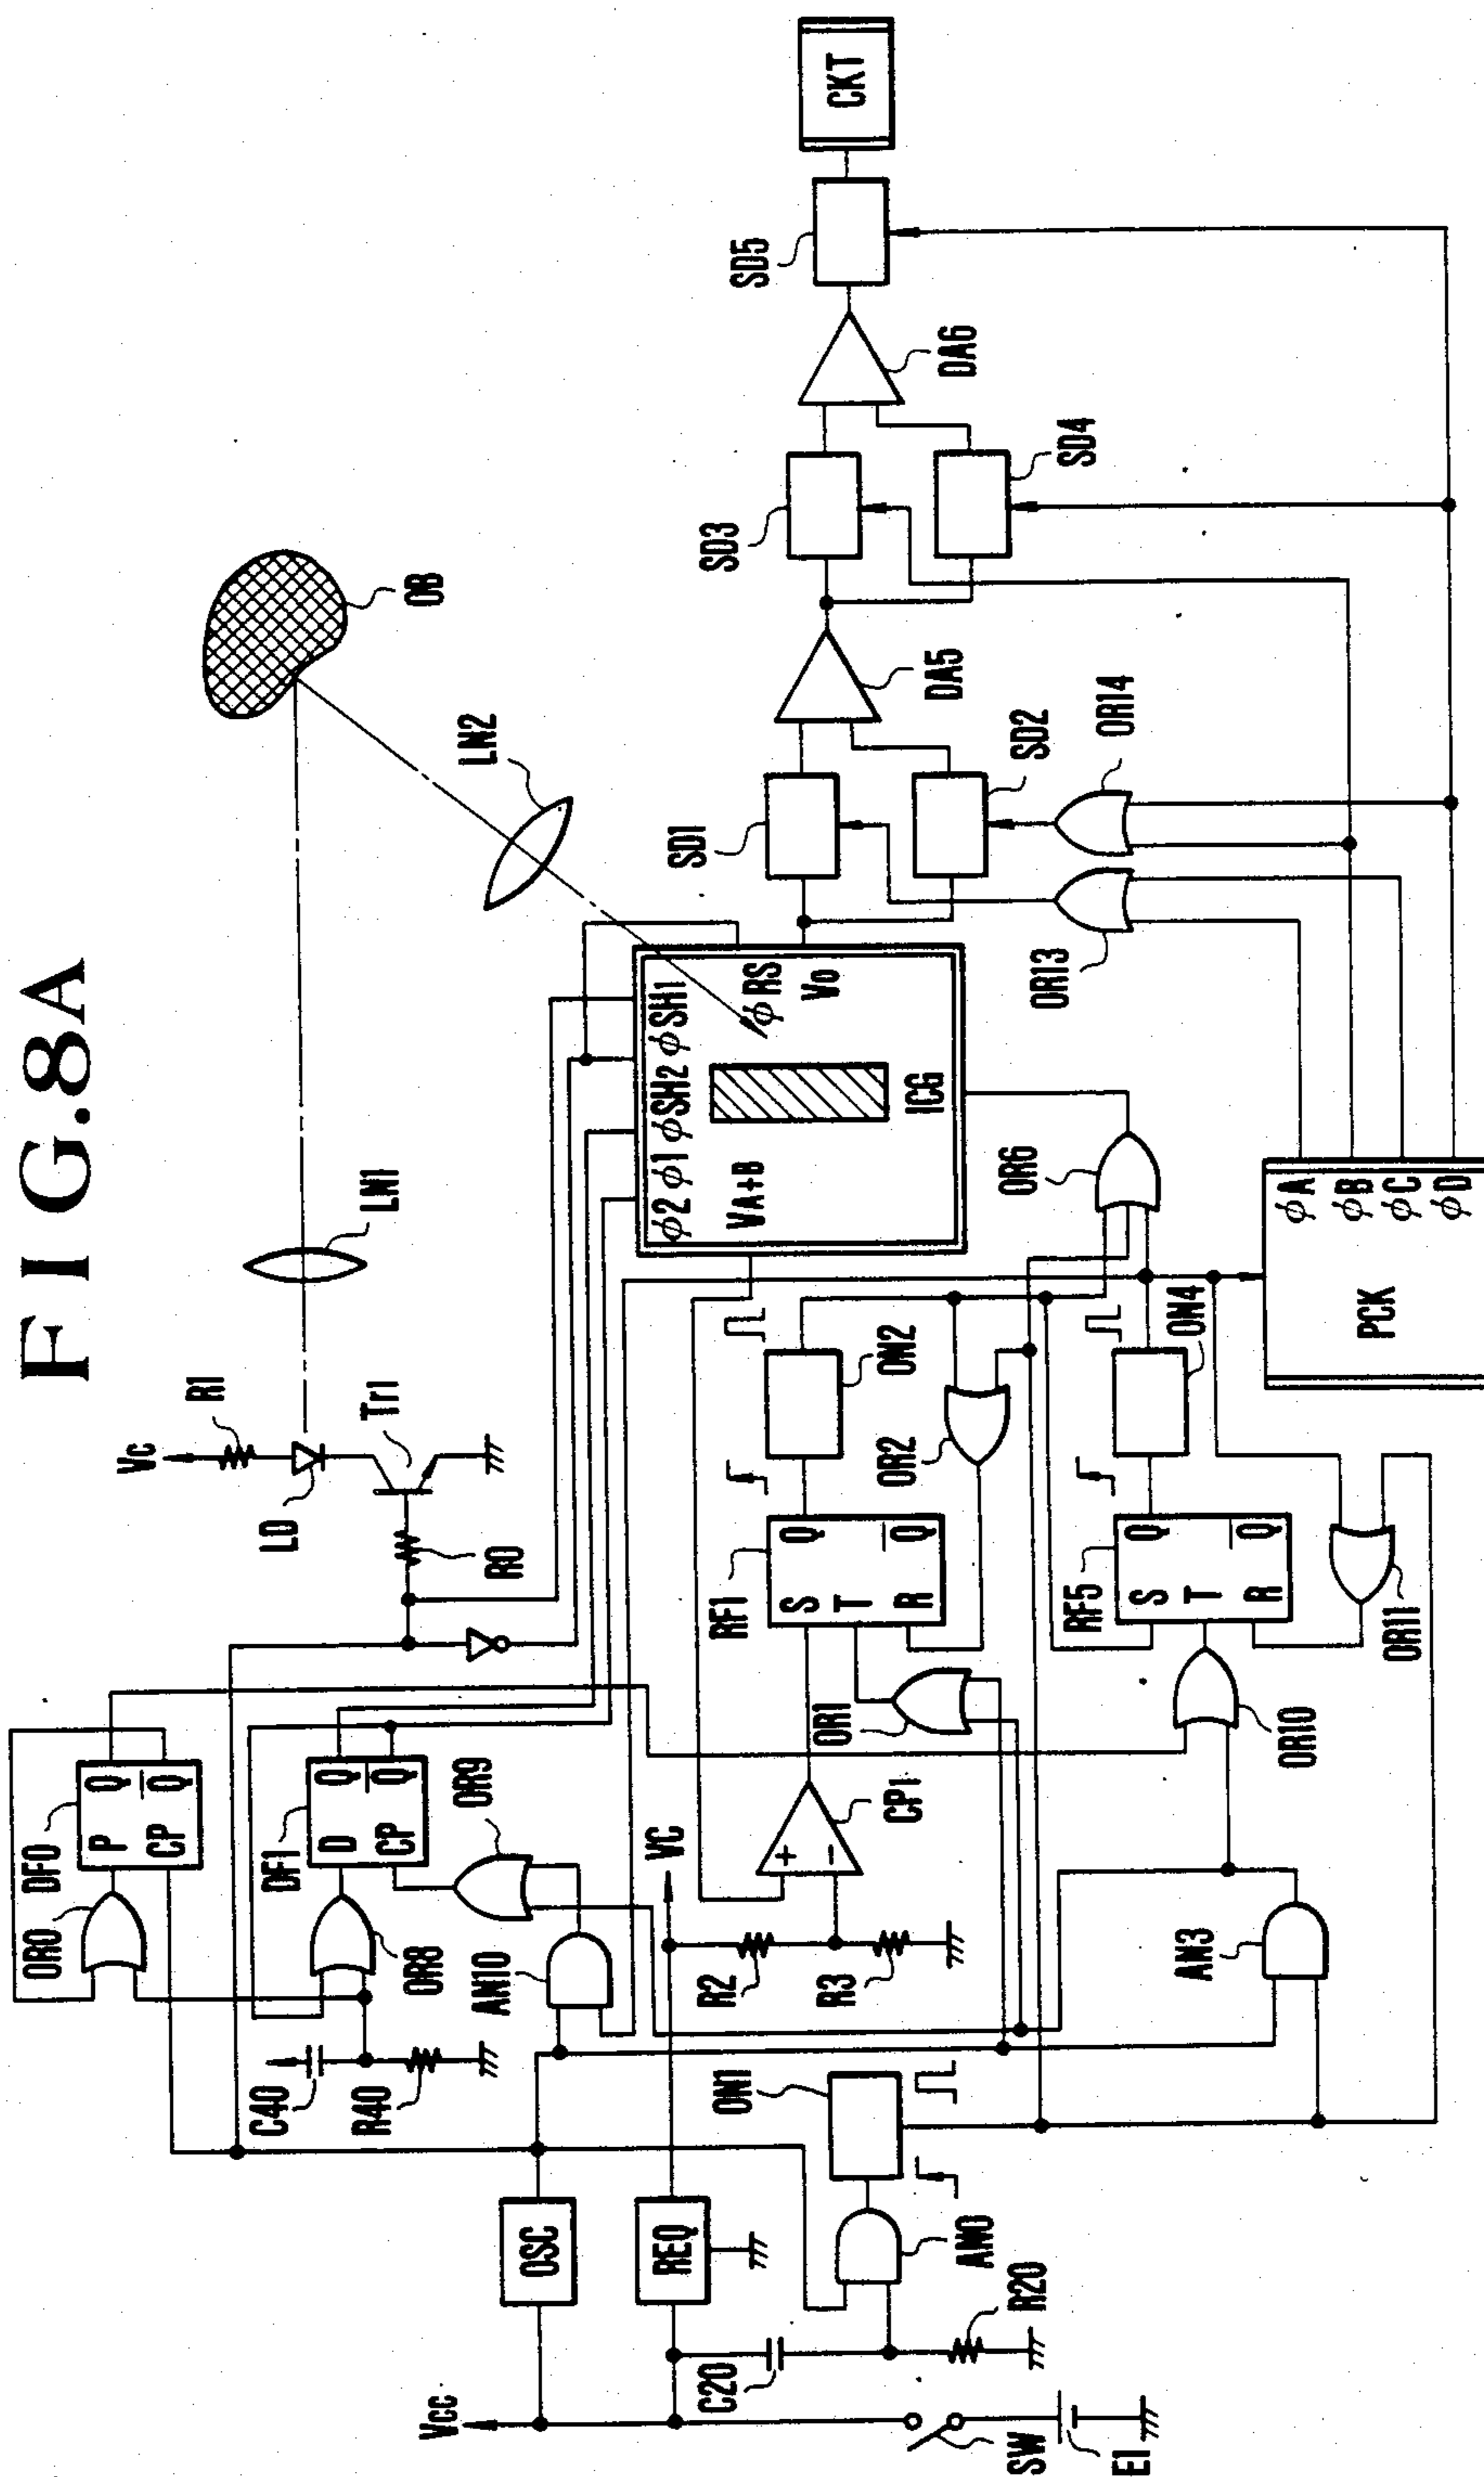 FIG.8A
OR0
DF0
P
Q
CP
Q̅
C40
R40
OR8
DF1
D
Q
CP
Q̅
AN10
OR9
Vc
R1
LD
Tr1
R0
LN1
LN2
OB
Vcc
OSC
REQ
VC
C20
R20
SW
E1
AN0
ON1
R2
R3
+
−
CP1
OR1
RF1
S
Q
T
R
Q̅
ON2
OR2
AN3
OR10
RF5
S
Q
T
R
Q̅
ON4
OR11
OR6
ϕ2
ϕ1
ϕSH2
ϕSH1
VA+B
ϕRS
Vo
ICG
PCK
ϕA
ϕB
ϕC
ϕD
OR13
OR14
SD1
SD2
DA5
SD3
SD4
DA6
SD5
CKT